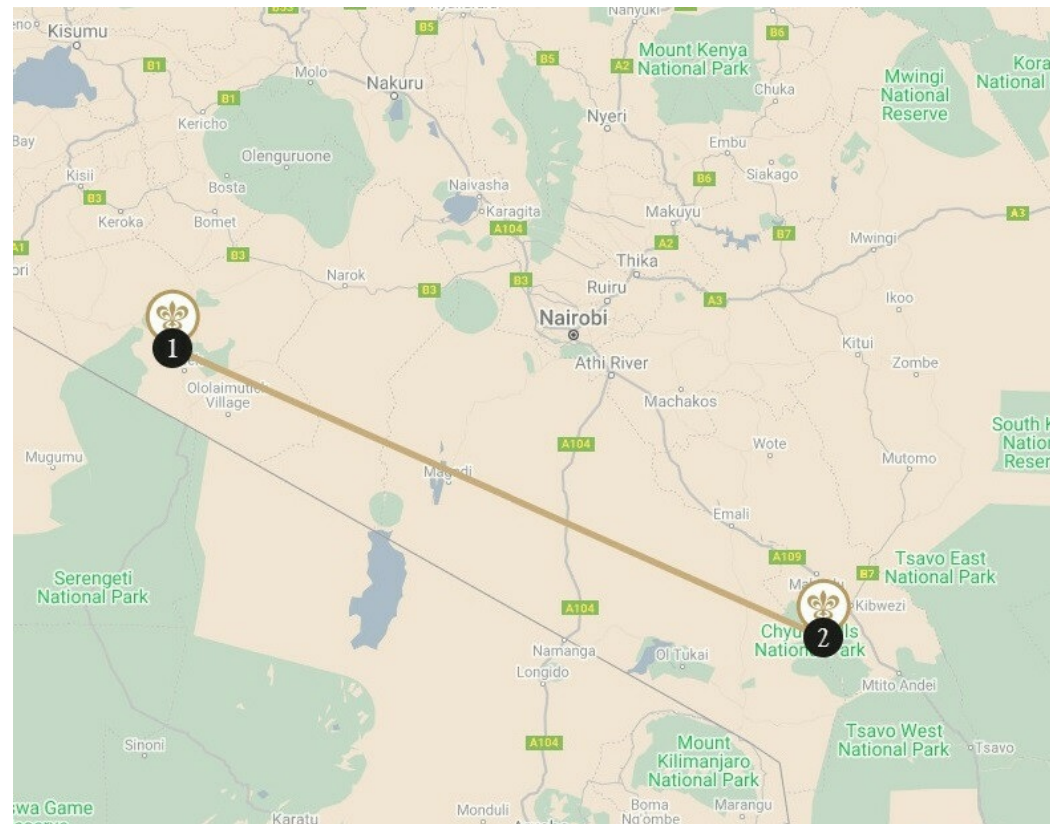 Kisumu
B5
Nanyuki
B6
B1
Molo
Nakuru
B5
A2
Mount Kenya
National Park
Kora
National
Mwingi
National
Reserve
Chuka
B1
Kericho
Nyeri
Bay
Olenguruone
Embu
Siakago
B6
Kisii
Bosta
Naivasha
B3
Keroka
Bomet
Karagita
Makuyu
A3
A104
B7
Mwingi
A1
B3
A2
Thika
Narok
B3
B3
Ruiru
A3
Ikoo
Nairobi
Kitui
1
Athi River
Zombe
Ololaimutiek
Village
Machakos
South
A104
Wote
Mugumu
Magadi
Mutomo
Emali
A109
Tsavo East
National Park
B7
Serengeti
National Park
A104
Kibwezi
2
Namanga
Ol Tukai
Longido
Mtito Andei
Tsavo West
National Park
A104
Mount
Kilimanjaro
National Park
Sinoni
Tsavo
Monduli
Boma
Ng'ombe
Marangu
Karatu